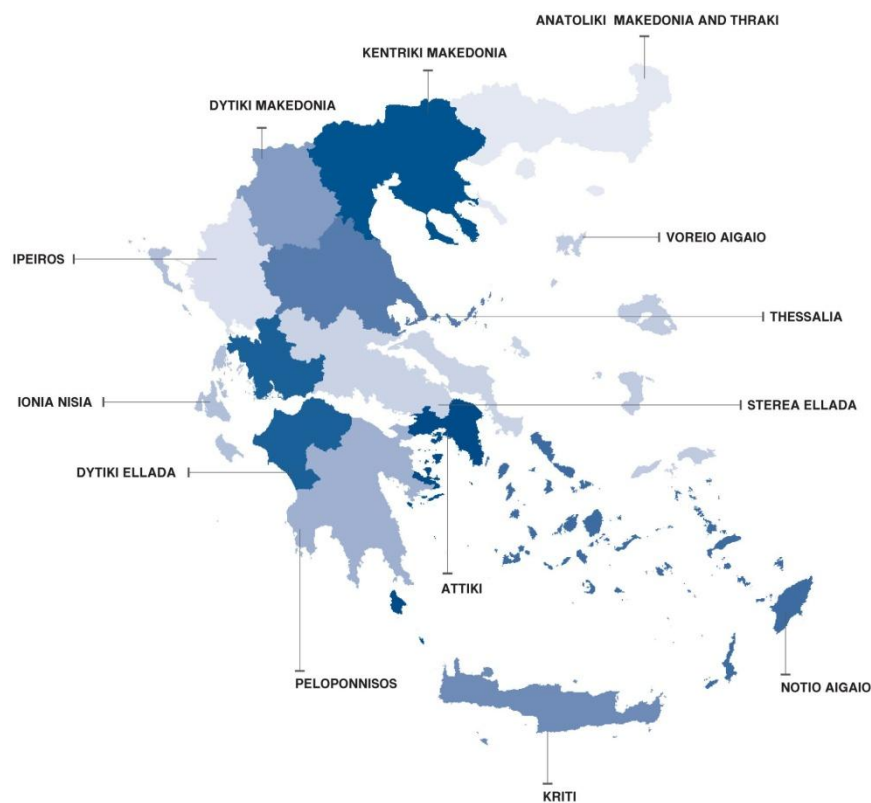 ANATOLIKI MAKEDONIA AND THRAKI
KENTRIKI MAKEDONIA
DYTIKI MAKEDONIA
VOREIO AIGAIO
IPEIROS
THESSALIA
IONIA NISIA
STEREA ELLADA
DYTIKI ELLADA
ATTIKI
PELOPONNISOS
NOTIO AIGAIO
KRITI